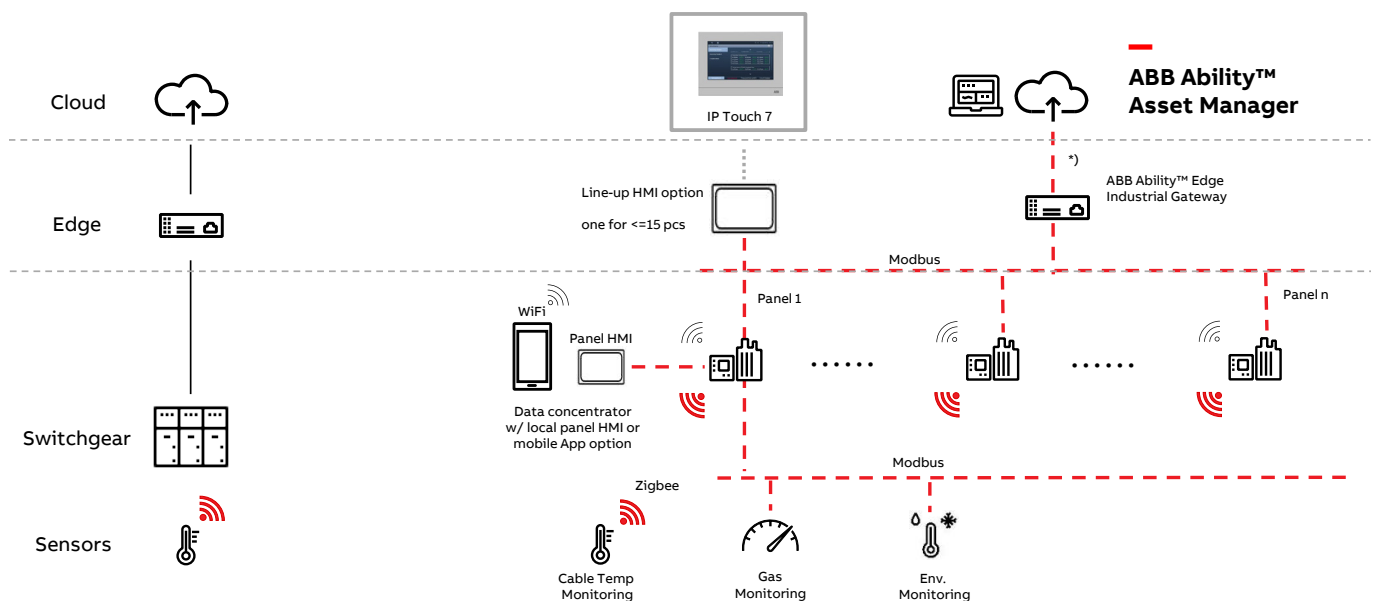 ABB Ability™
Asset Manager
Cloud
IP Touch 7
*)
ABB Ability™ Edge
Industrial Gateway
Line-up HMI option
one for <=15 pcs
Edge
Modbus
Panel 1
Panel n
WiFi
Panel HMI
Data concentrator
w/ local panel HMI or
mobile App option
Switchgear
Modbus
Zigbee
Sensors
Cable Temp
Monitoring
Gas
Monitoring
Env.
Monitoring